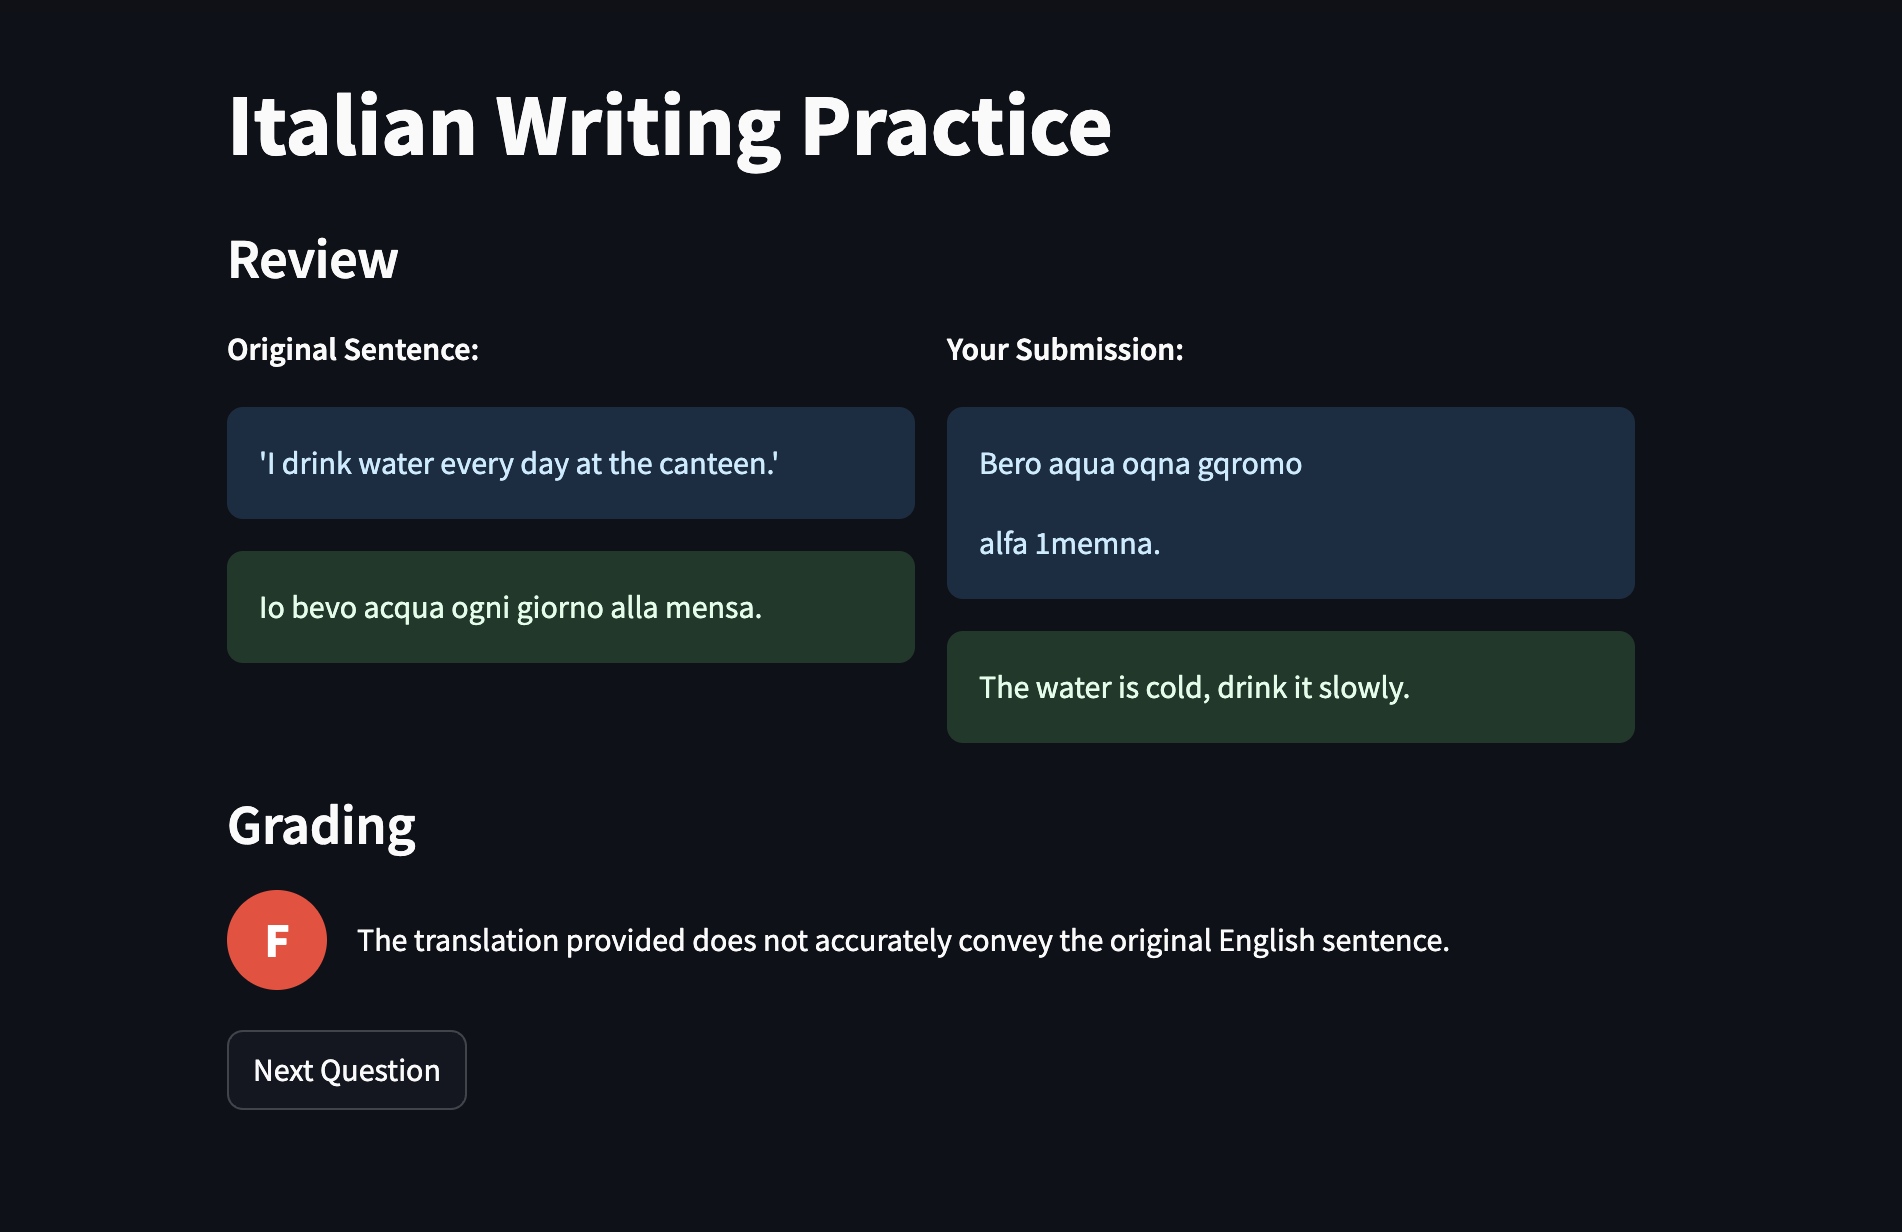 Italian Writing Practice
Review
Original Sentence:
'I drink water every day at the canteen.'
Io bevo acqua ogni giorno alla mensa.
Your Submission:
Bero aqua oqna gqromo
alfa 1memna.
The water is cold, drink it slowly.
Grading
F
The translation provided does not accurately convey the original English sentence.
Next Question